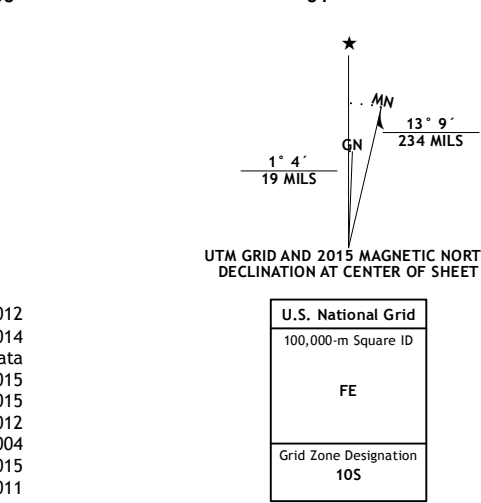 MN
GN
13° 9´
234 MILS
1° 4´
19 MILS
UTM GRID AND 2015 MAGNETIC NORT
DECLINATION AT CENTER OF SHEET
012
014
ata
015
015
012
004
015
011
U.S. National Grid
100,000-m Square ID
FE
Grid Zone Designation
10S